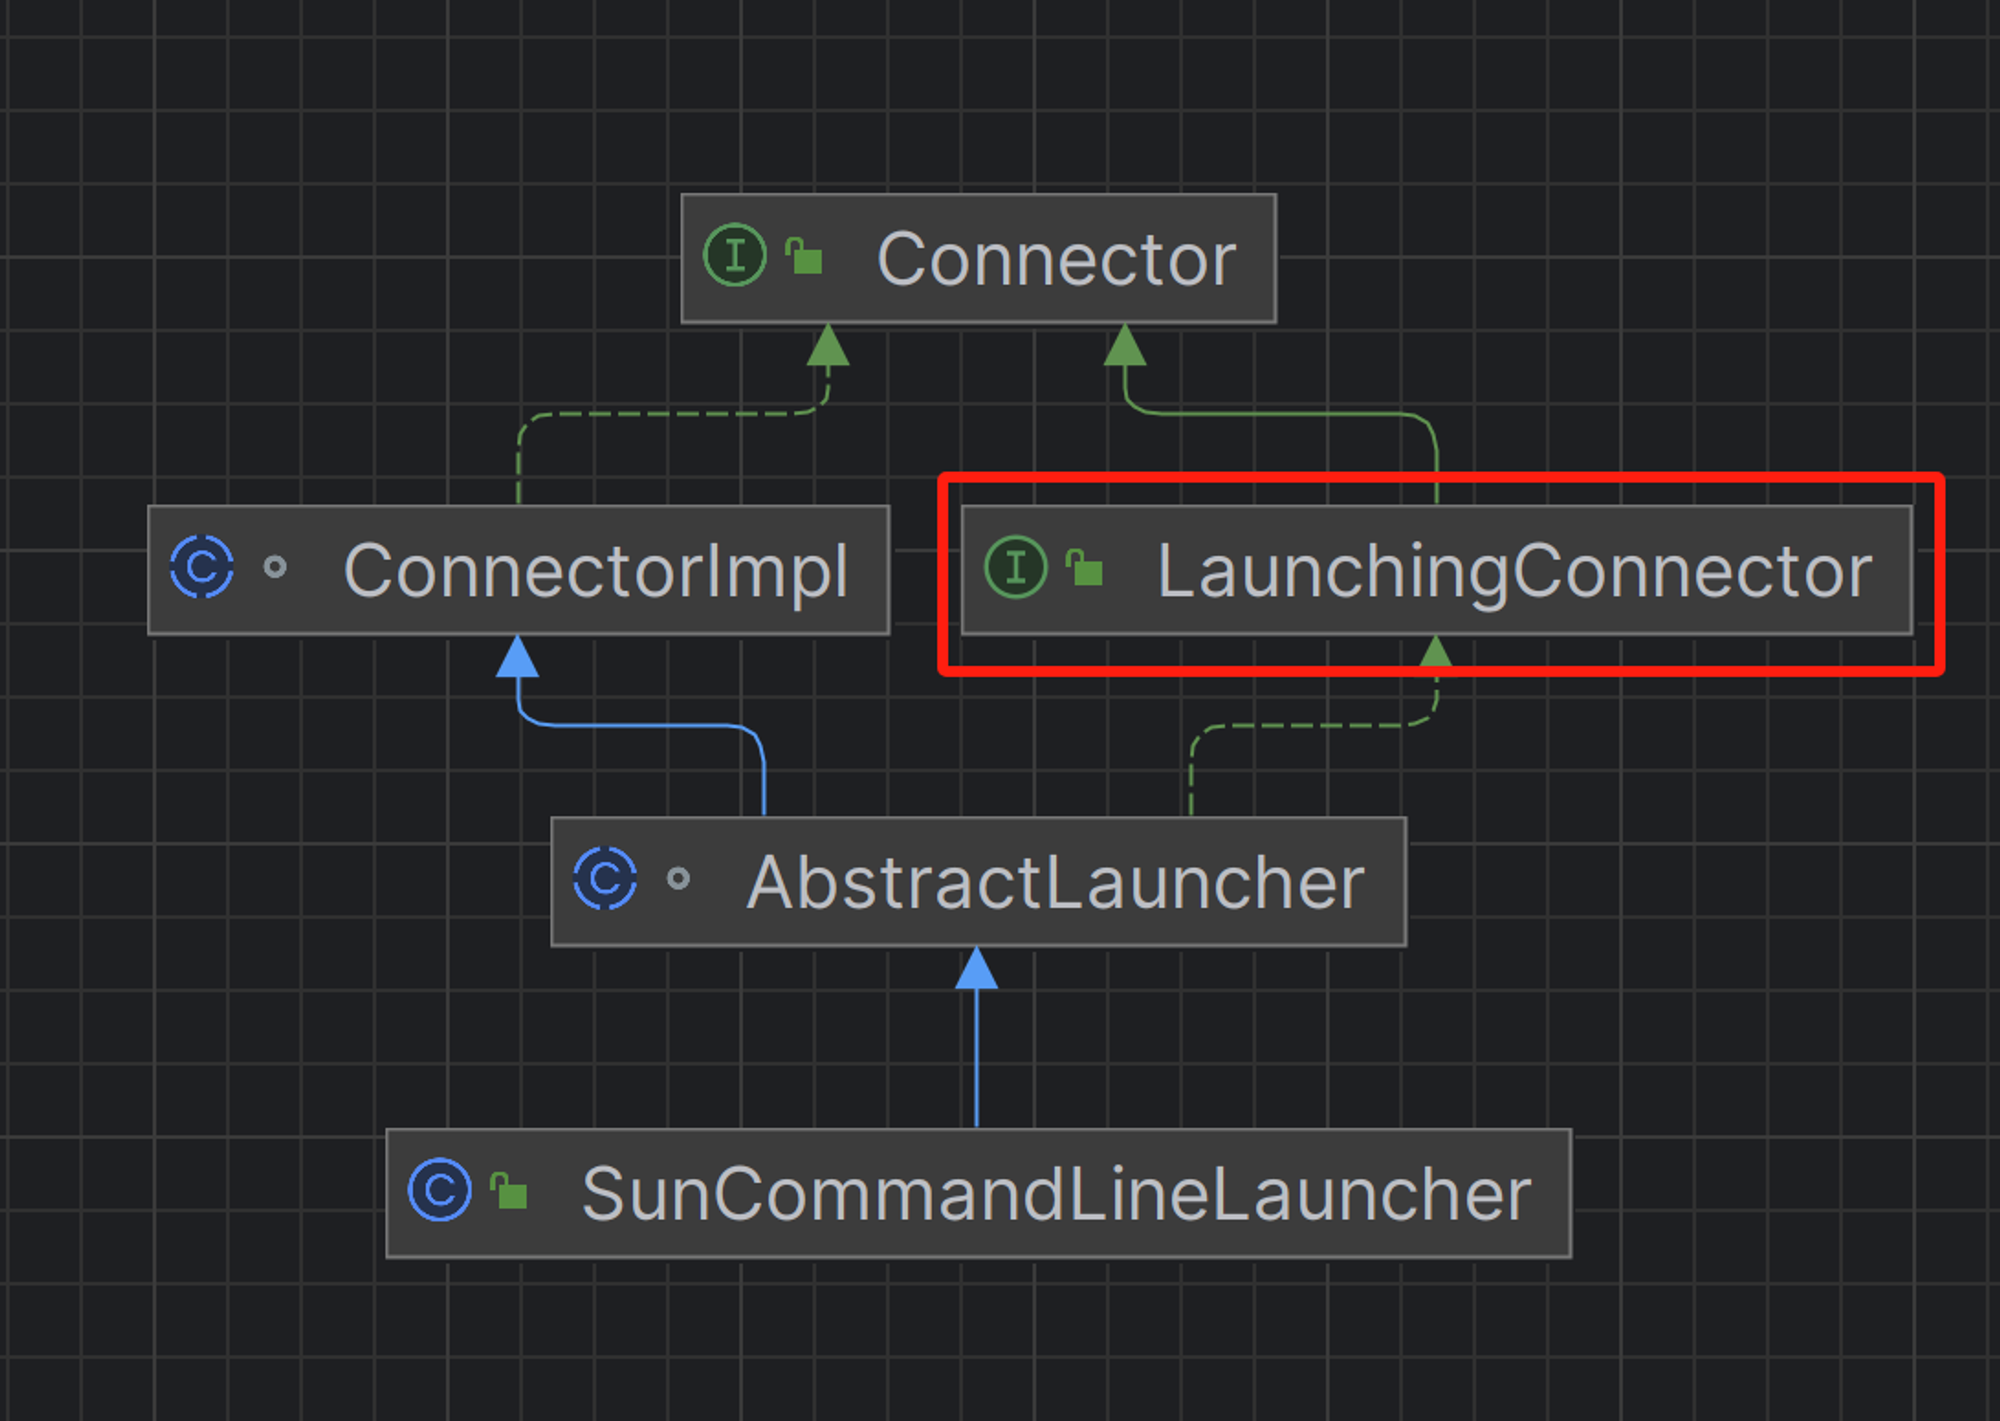 I Connector
C ConnectorImpl
I LaunchingConnector
C AbstractLauncher
C SunCommandLineLauncher